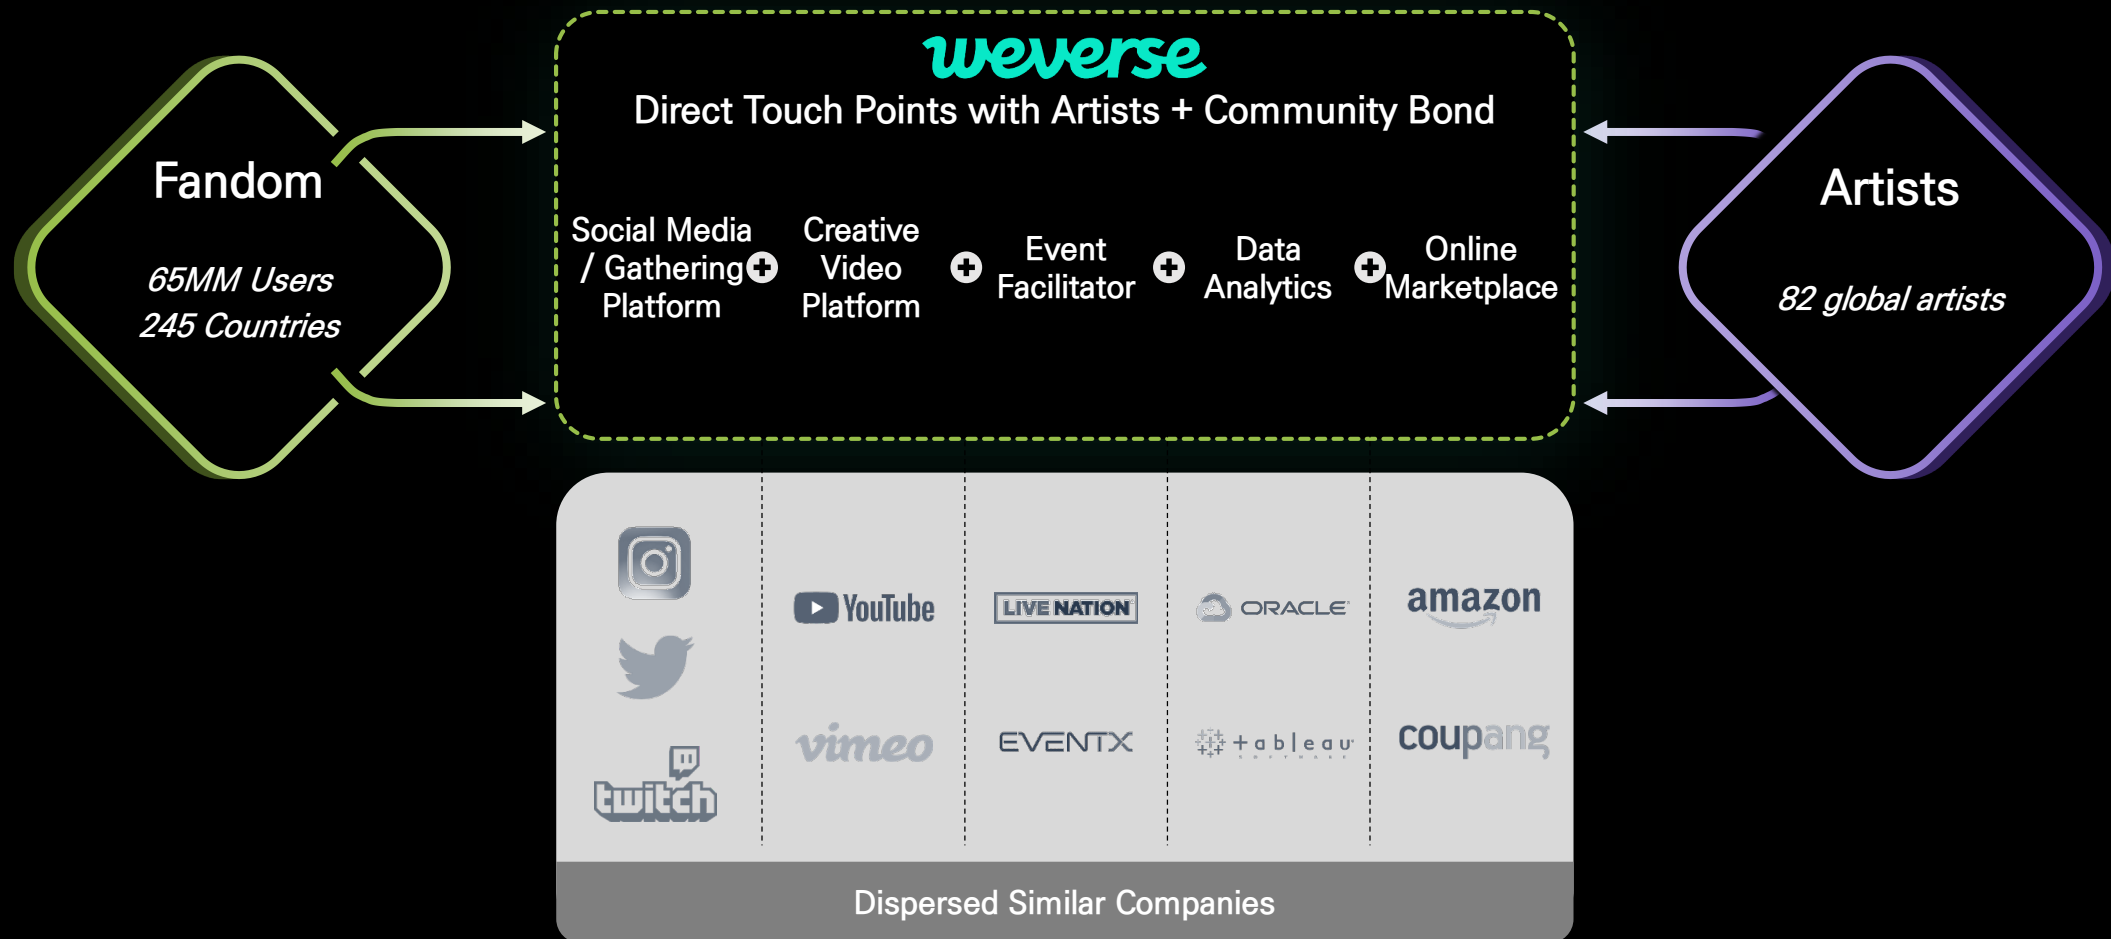 weverse
Direct Touch Points with Artists + Community Bond
Fandom
65MM Users
245 Countries
Social Media
/ Gathering
Platform
Creative
Video
Platform
Event
Facilitator
Data
Analytics
Online
Marketplace
Artists
82 global artists
YouTube
LIVE NATION
ORACLE
amazon
vimeo
EVENTX
+ableau
SOFTWARE
coupang
twitch
Dispersed Similar Companies